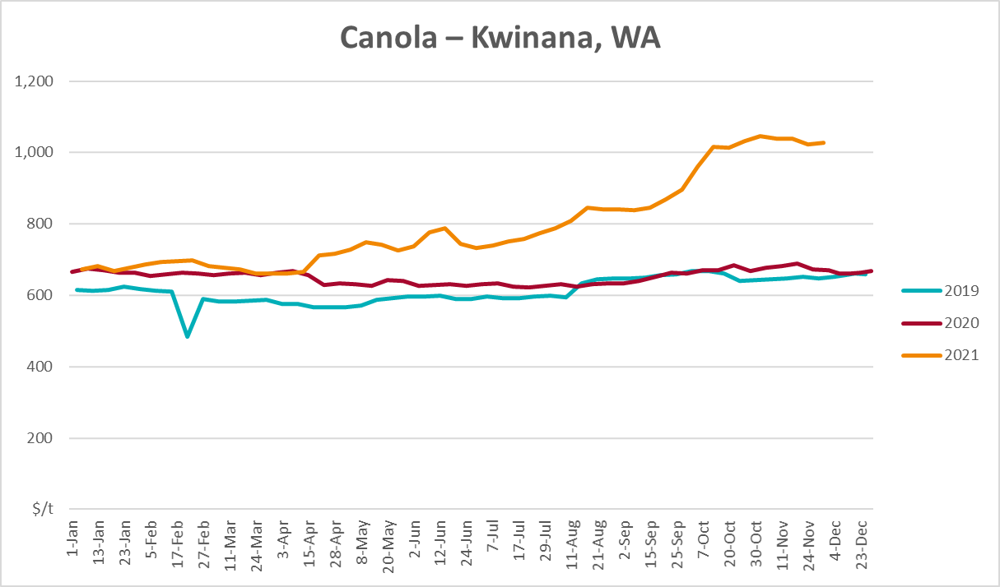 Canola – Kwinana, WA
1,200
1,000
800
600
400
200
$/t
1-Jan
13-Jan
23-Jan
5-Feb
17-Feb
27-Feb
11-Mar
24-Mar
3-Apr
15-Apr
28-Apr
8-May
20-May
2-Jun
12-Jun
24-Jun
7-Jul
17-Jul
29-Jul
11-Aug
21-Aug
2-Sep
15-Sep
25-Sep
7-Oct
20-Oct
30-Oct
11-Nov
24-Nov
4-Dec
23-Dec
2019
2020
2021